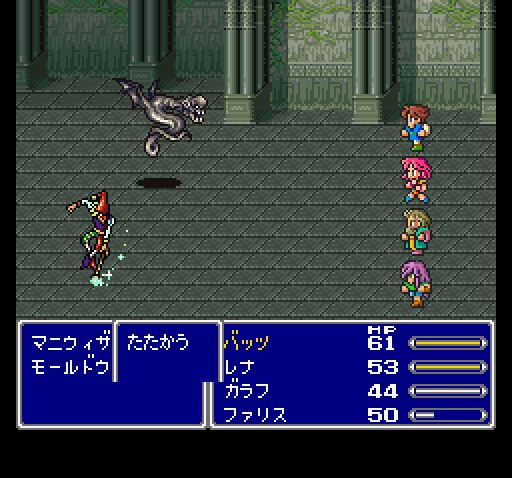 マニウィザ たたかう
モールドウ
HP
バッツ 61
レナ 53
ガラフ 44
ファリス 50